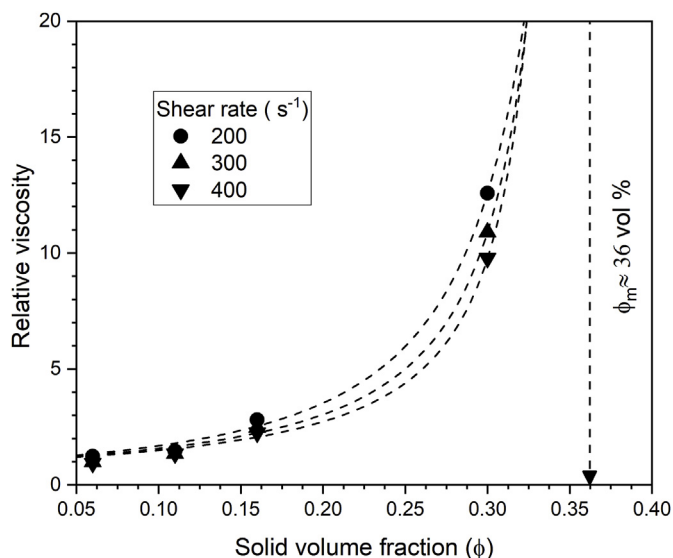 20
15
10
5
0
Relative viscosity
Shear rate ( s-1)
200
300
400
ϕm≈ 36 vol %
0.05 0.10 0.15 0.20 0.25 0.30 0.35 0.40
Solid volume fraction (ϕ)